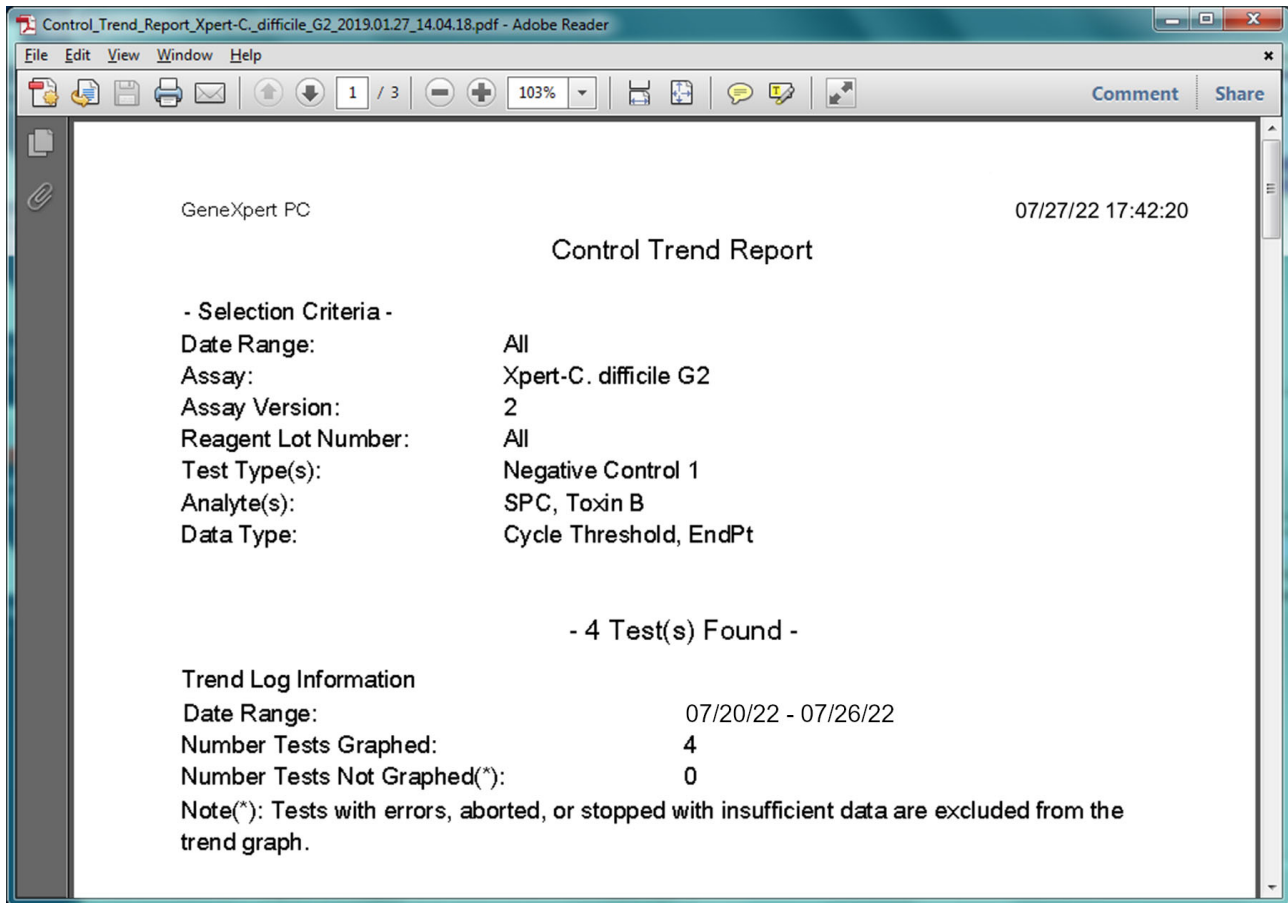 Control_Trend_Report_Xpert-C._difficile_G2_2019.01.27_14.04.18.pdf - Adobe Reader
File Edit View Window Help
1 / 3 103% Comment Share
GeneXpert PC 07/27/22 17:42:20
Control Trend Report
- Selection Criteria -
Date Range: All
Assay: Xpert-C. difficile G2
Assay Version: 2
Reagent Lot Number: All
Test Type(s): Negative Control 1
Analyte(s): SPC, Toxin B
Data Type: Cycle Threshold, EndPt
- 4 Test(s) Found -
Trend Log Information
Date Range: 07/20/22 - 07/26/22
Number Tests Graphed: 4
Number Tests Not Graphed(*): 0
Note(*): Tests with errors, aborted, or stopped with insufficient data are excluded from the
trend graph.